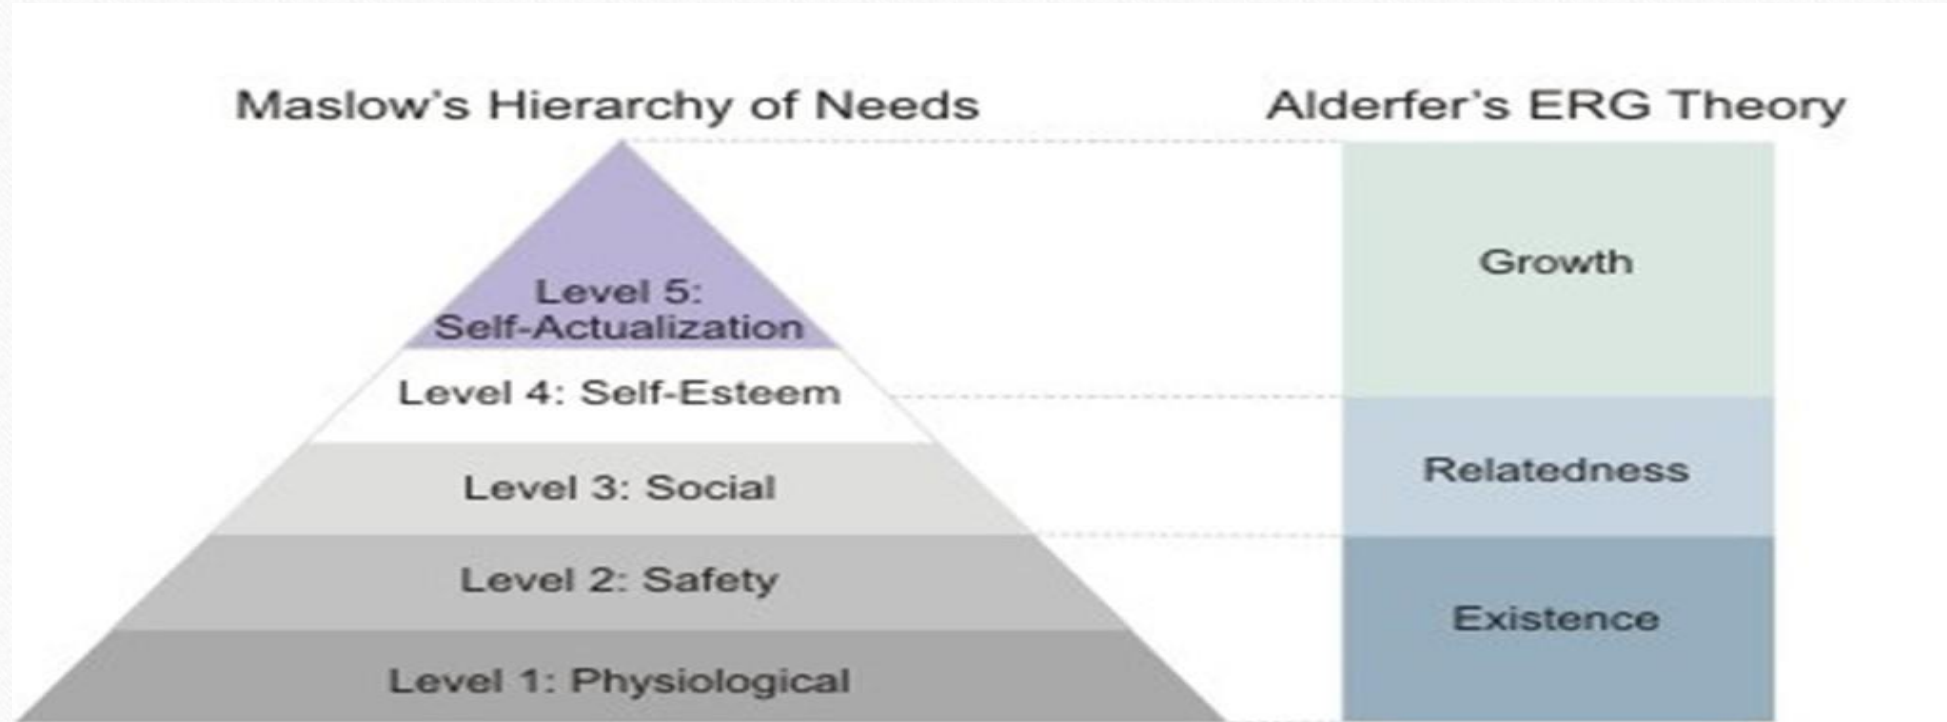 Maslow's Hierarchy of Needs
Alderfer's ERG Theory
Level 5:
Self-Actualization
Level 4: Self-Esteem
Level 3: Social
Level 2: Safety
Level 1: Physiological
Growth
Relatedness
Existence